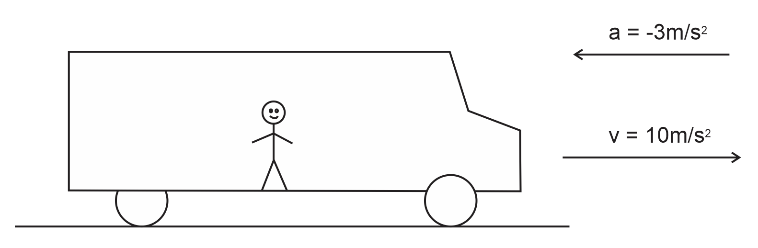 a = -3m/s²
v = 10m/s²